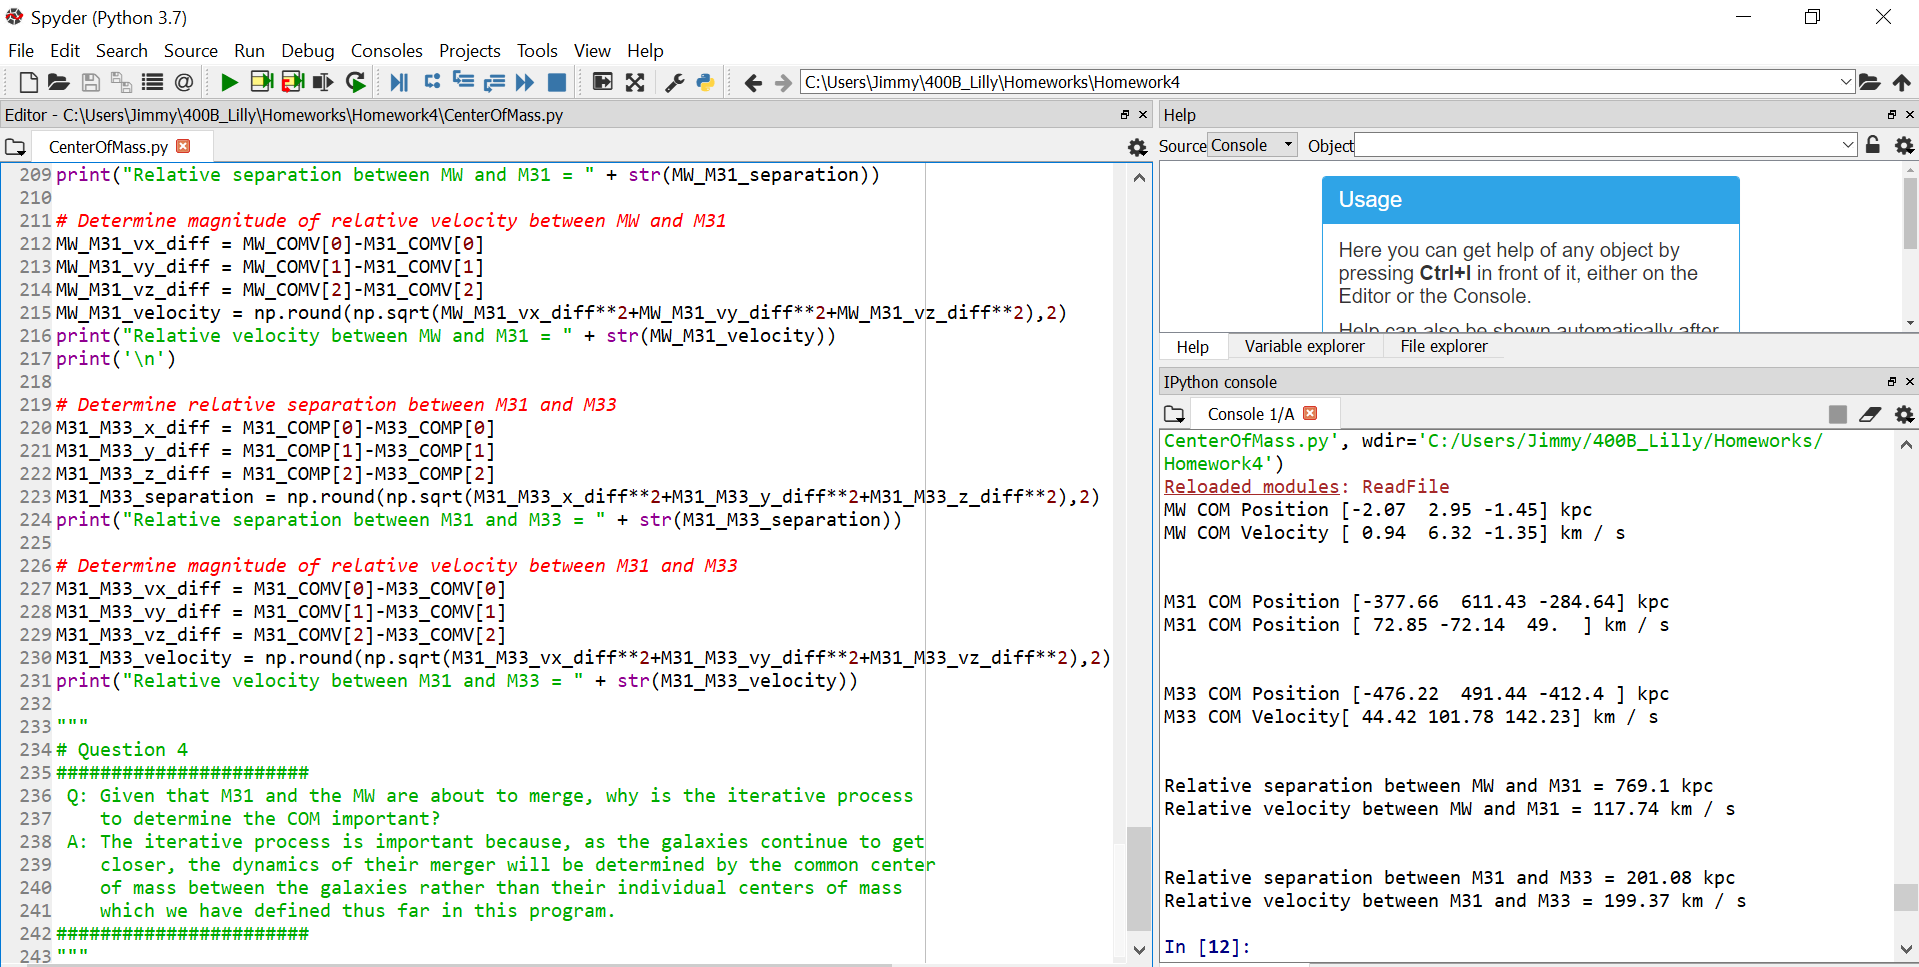 Spyder (Python 3.7)
File Edit Search Source Run Debug Consoles Projects Tools View Help
C:\Users\Jimmy\400B_Lilly\Homeworks\Homework4
Editor - C:\Users\Jimmy\400B_Lilly\Homeworks\Homework4\CenterOfMass.py
CenterOfMass.py
209 print("Relative separation between MW and M31 = " + str(MW_M31_separation))
210
211 # Determine magnitude of relative velocity between MW and M31
212 MW_M31_vx_diff = MW_COMV[0]-M31_COMV[0]
213 MW_M31_vy_diff = MW_COMV[1]-M31_COMV[1]
214 MW_M31_vz_diff = MW_COMV[2]-M31_COMV[2]
215 MW_M31_velocity = np.round(np.sqrt(MW_M31_vx_diff**2+MW_M31_vy_diff**2+MW_M31_vz_diff**2),2)
216 print("Relative velocity between MW and M31 = " + str(MW_M31_velocity))
217 print('\n')
218
219 # Determine relative separation between M31 and M33
220 M31_M33_x_diff = M31_COMP[0]-M33_COMP[0]
221 M31_M33_y_diff = M31_COMP[1]-M33_COMP[1]
222 M31_M33_z_diff = M31_COMP[2]-M33_COMP[2]
223 M31_M33_separation = np.round(np.sqrt(M31_M33_x_diff**2+M31_M33_y_diff**2+M31_M33_z_diff**2),2)
224 print("Relative separation between M31 and M33 = " + str(M31_M33_separation))
225
226 # Determine magnitude of relative velocity between M31 and M33
227 M31_M33_vx_diff = M31_COMV[0]-M33_COMV[0]
228 M31_M33_vy_diff = M31_COMV[1]-M33_COMV[1]
229 M31_M33_vz_diff = M31_COMV[2]-M33_COMV[2]
230 M31_M33_velocity = np.round(np.sqrt(M31_M33_vx_diff**2+M31_M33_vy_diff**2+M31_M33_vz_diff**2),2)
231 print("Relative velocity between M31 and M33 = " + str(M31_M33_velocity))
232
233 """
234 # Question 4
235 #######################
236 Q: Given that M31 and the MW are about to merge, why is the iterative process
237 to determine the COM important?
238 A: The iterative process is important because, as the galaxies continue to get
239 closer, the dynamics of their merger will be determined by the common center
240 of mass between the galaxies rather than their individual centers of mass
241 which we have defined thus far in this program.
242 #######################
243 """
Help
Source Console Object
Usage
Here you can get help of any object by
pressing Ctrl+I in front of it, either on the
Editor or the Console.
Help can also be shown automatically after
Help Variable explorer File explorer
IPython console
Console 1/A
CenterOfMass.py', wdir='C:/Users/Jimmy/400B_Lilly/Homeworks/
Homework4')
Reloaded modules: ReadFile
MW COM Position [-2.07 2.95 -1.45] kpc
MW COM Velocity [ 0.94 6.32 -1.35] km / s
M31 COM Position [-377.66 611.43 -284.64] kpc
M31 COM Position [ 72.85 -72.14 49. ] km / s
M33 COM Position [-476.22 491.44 -412.4 ] kpc
M33 COM Velocity[ 44.42 101.78 142.23] km / s
Relative separation between MW and M31 = 769.1 kpc
Relative velocity between MW and M31 = 117.74 km / s
Relative separation between M31 and M33 = 201.08 kpc
Relative velocity between M31 and M33 = 199.37 km / s
In [12]: